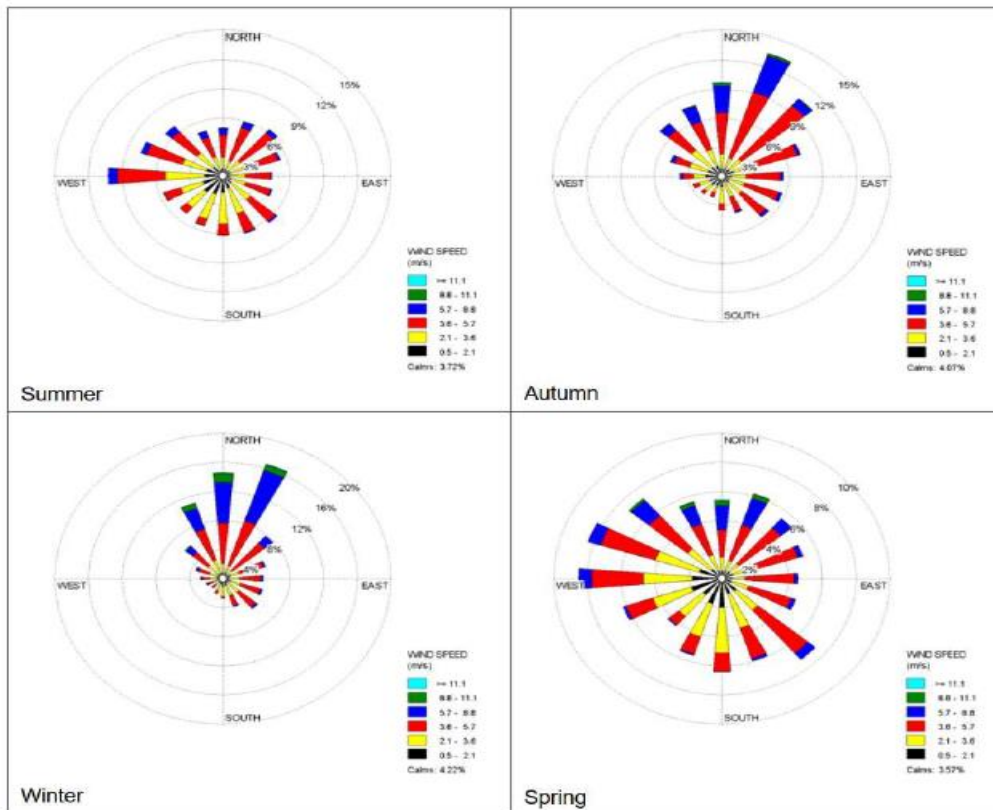 NORTH
15%
12%
9%
6%
3%
WEST
EAST
SOUTH
WIND SPEED
(m/s)
>= 11.1
8.8 - 11.1
5.7 - 8.8
3.6 - 5.7
2.1 - 3.6
0.5 - 2.1
Calms: 3.72%
Summer
NORTH
15%
12%
9%
6%
3%
WEST
EAST
SOUTH
WIND SPEED
(m/s)
>= 11.1
8.8 - 11.1
5.7 - 8.8
3.6 - 5.7
2.1 - 3.6
0.5 - 2.1
Calms: 4.07%
Autumn
NORTH
20%
16%
12%
8%
4%
WEST
EAST
SOUTH
WIND SPEED
(m/s)
>= 11.1
8.8 - 11.1
5.7 - 8.8
3.6 - 5.7
2.1 - 3.6
0.5 - 2.1
Calms: 4.22%
Winter
NORTH
10%
8%
6%
4%
2%
WEST
EAST
SOUTH
WIND SPEED
(m/s)
>= 11.1
8.8 - 11.1
5.7 - 8.8
3.6 - 5.7
2.1 - 3.6
0.5 - 2.1
Calms: 3.57%
Spring